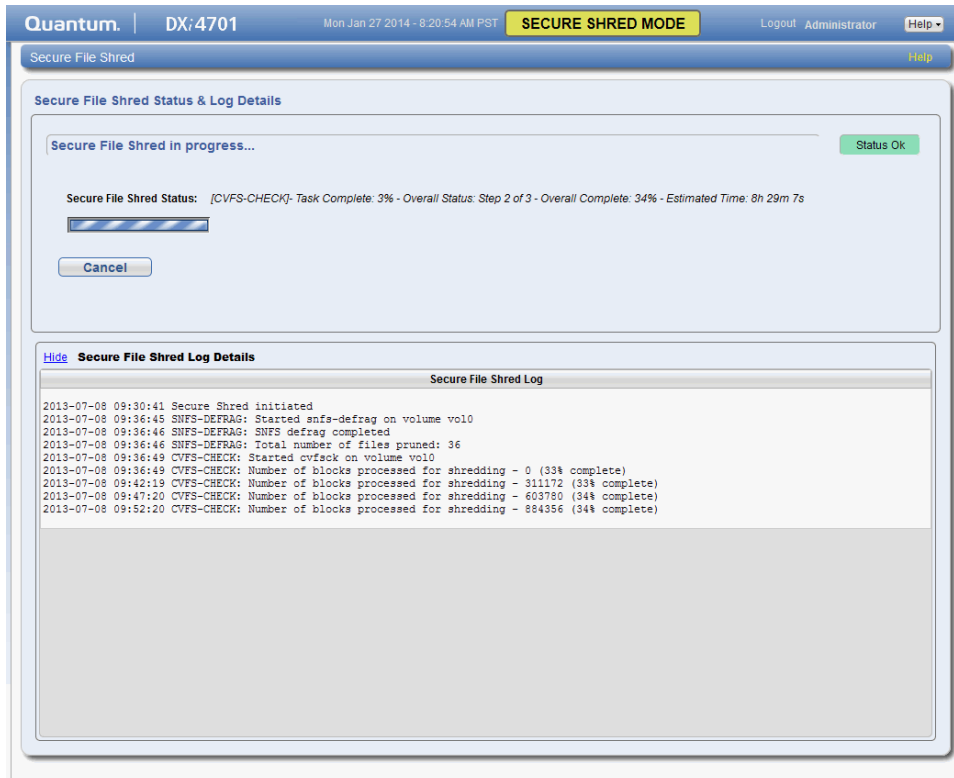 Quantum. DXi4701 Mon Jan 27 2014 - 8:20:54 AM PST SECURE SHRED MODE Logout Administrator Help
Secure File Shred Help
Secure File Shred Status & Log Details
Secure File Shred in progress... Status Ok
Secure File Shred Status: [CVFS-CHECK]- Task Complete: 3% - Overall Status: Step 2 of 3 - Overall Complete: 34% - Estimated Time: 8h 29m 7s
Cancel
Hide Secure File Shred Log Details
Secure File Shred Log
2013-07-08 09:30:41 Secure Shred initiated
2013-07-08 09:36:45 SNFS-DEFRAG: Started snfs-defrag on volume vol0
2013-07-08 09:36:46 SNFS-DEFRAG: SNFS defrag completed
2013-07-08 09:36:46 SNFS-DEFRAG: Total number of files pruned: 36
2013-07-08 09:36:49 CVFS-CHECK: Started cvfsck on volume vol0
2013-07-08 09:36:49 CVFS-CHECK: Number of blocks processed for shredding - 0 (33% complete)
2013-07-08 09:42:19 CVFS-CHECK: Number of blocks processed for shredding - 311172 (33% complete)
2013-07-08 09:47:20 CVFS-CHECK: Number of blocks processed for shredding - 603780 (34% complete)
2013-07-08 09:52:20 CVFS-CHECK: Number of blocks processed for shredding - 884356 (34% complete)